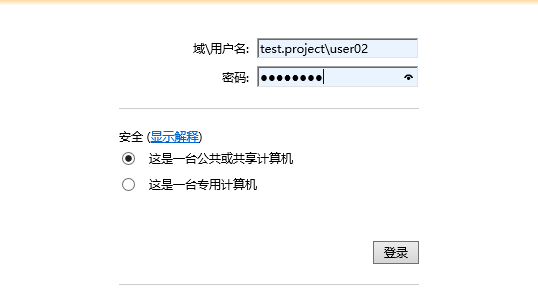 域\用户名: test.project\user02
密码: ●●●●●●●●
安全 (显示解释)
这是一台公共或共享计算机
这是一台专用计算机
登录